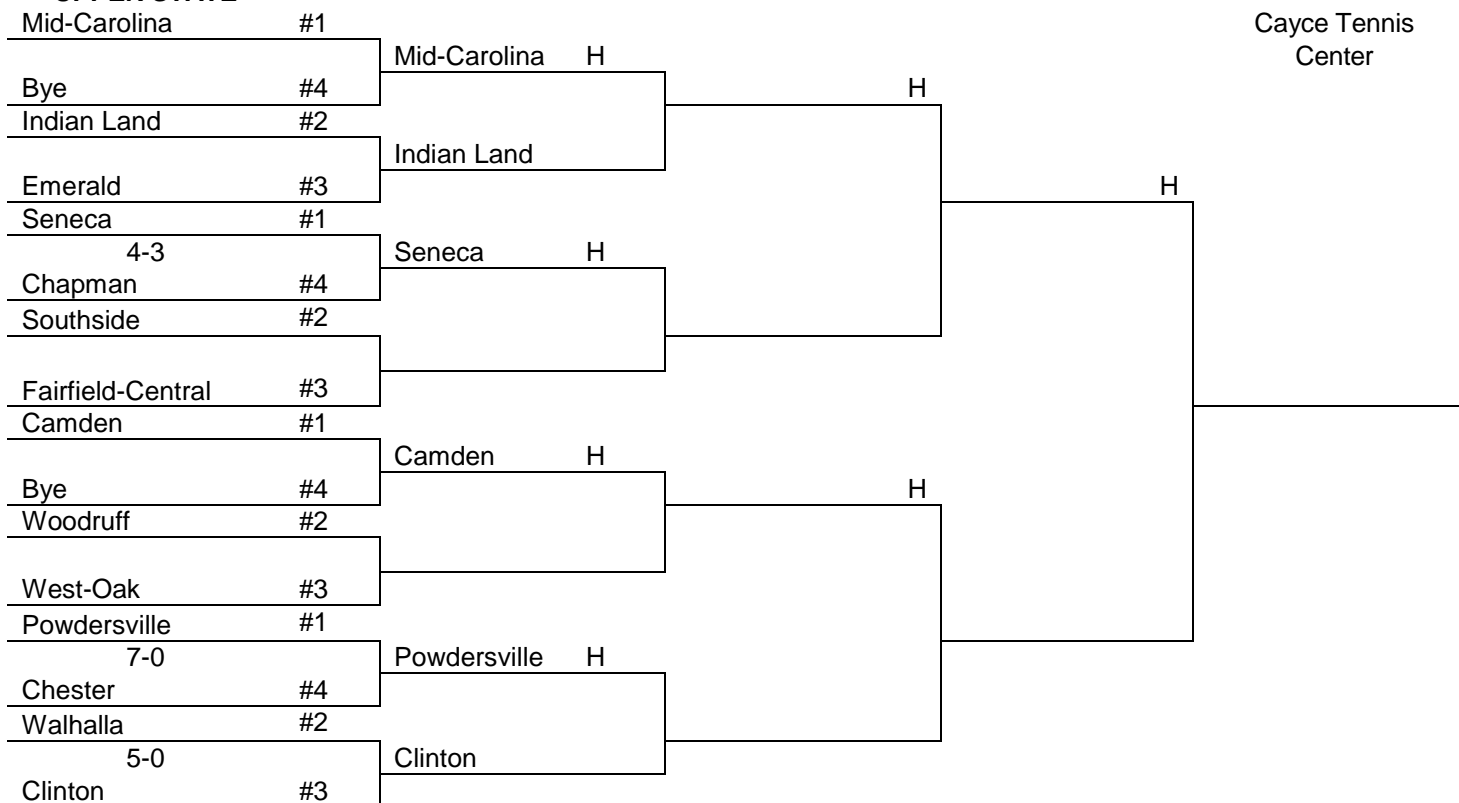 Mid-Carolina #1
Cayce Tennis
Center
Mid-Carolina H
Bye #4
H
Indian Land #2
Indian Land
Emerald #3
H
Seneca #1
4-3
Seneca H
Chapman #4
Southside #2
Fairfield-Central #3
Camden #1
Camden H
Bye #4
H
Woodruff #2
West-Oak #3
Powdersville #1
7-0
Powdersville H
Chester #4
Walhalla #2
5-0
Clinton
Clinton #3